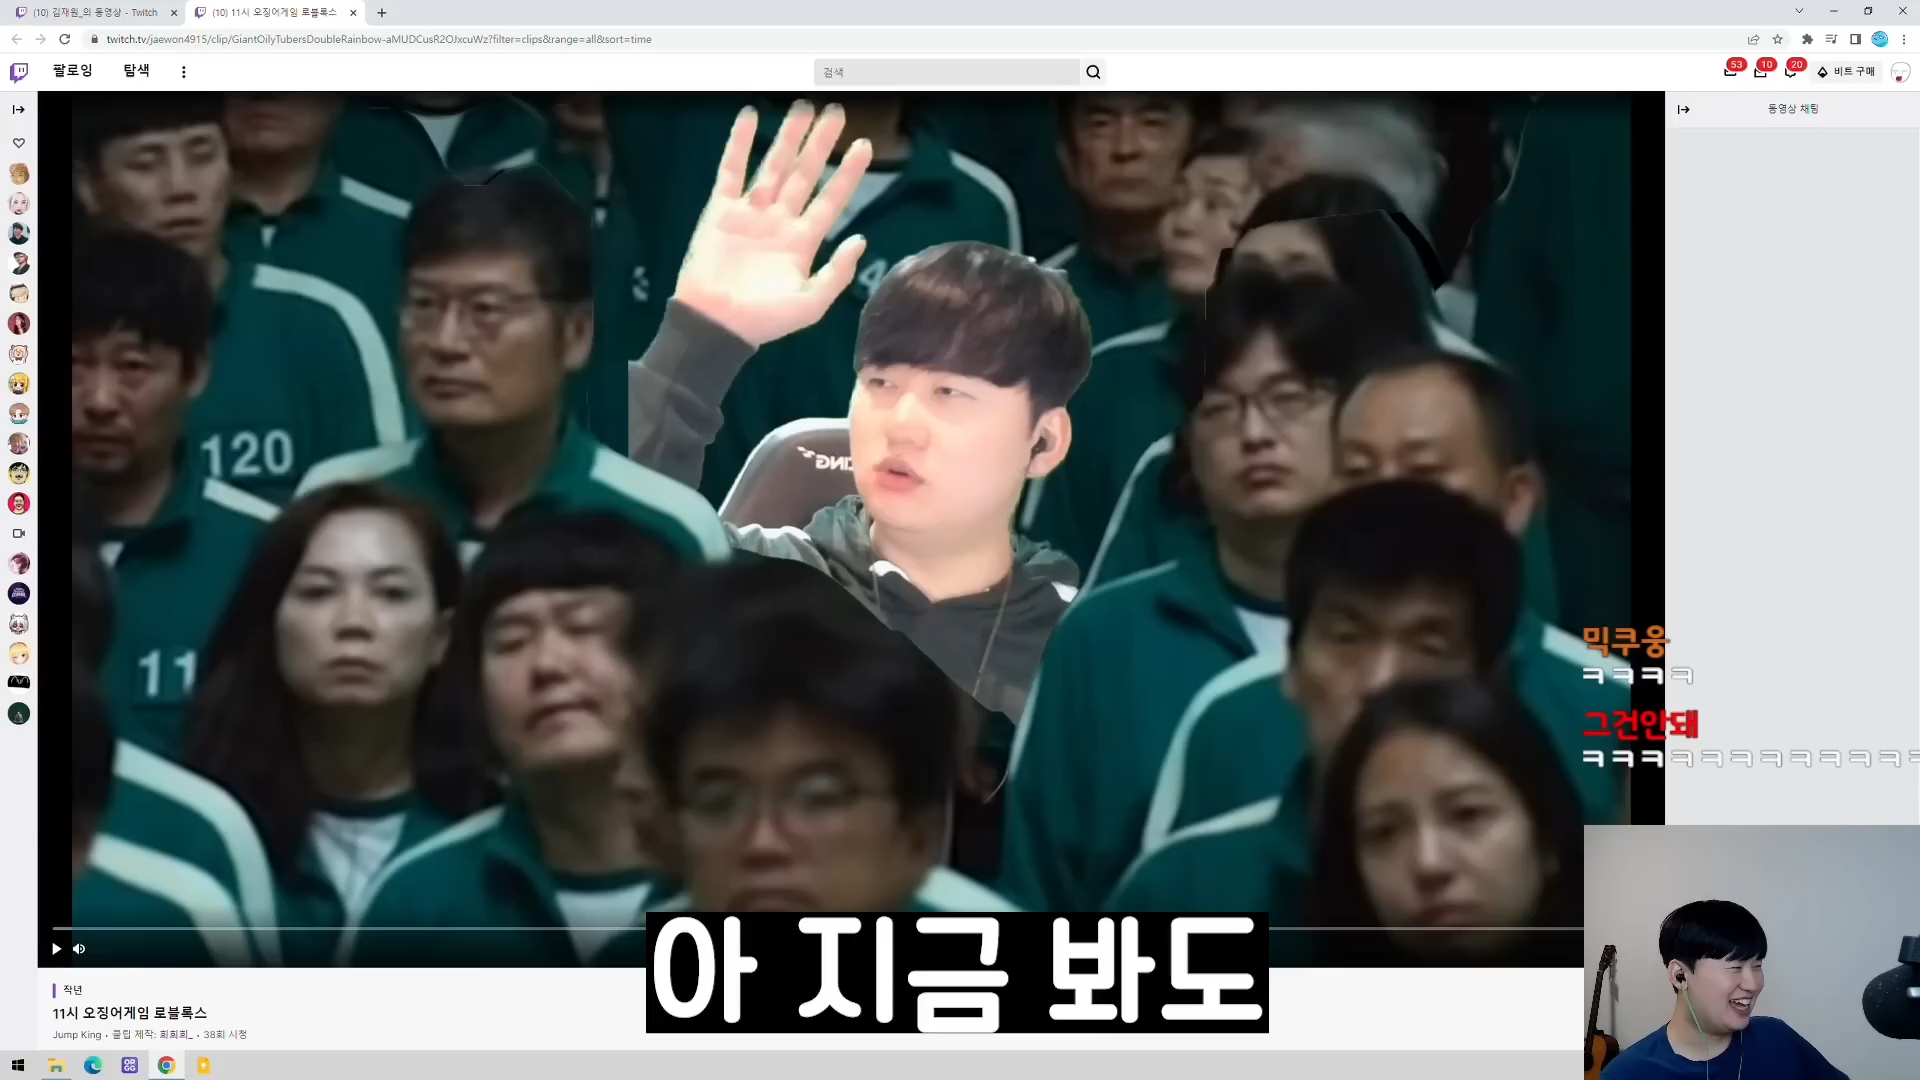 (10) 김재원_의 동영상 - Twitch
(10) 11시 오징어게임 로블록스
twitch.tv/jaewon4915/clip/GiantOilyTubersDoubleRainbow-aMUDCusR2OJxcuWz?filter=clips&range=all&sort=time
팔로잉
탐색
검색
53
10
20
비트 구매
동영상 채팅
120
11
믹쿠웅
ㅋㅋㅋㅋ
그건안돼
ㅋㅋㅋㅋㅋㅋㅋㅋㅋㅋㅋㅋ
아 지금 봐도
작년
11시 오징어게임 로블록스
Jump King • 클립 제작: 희희희_ • 38회 시청
OP
GG